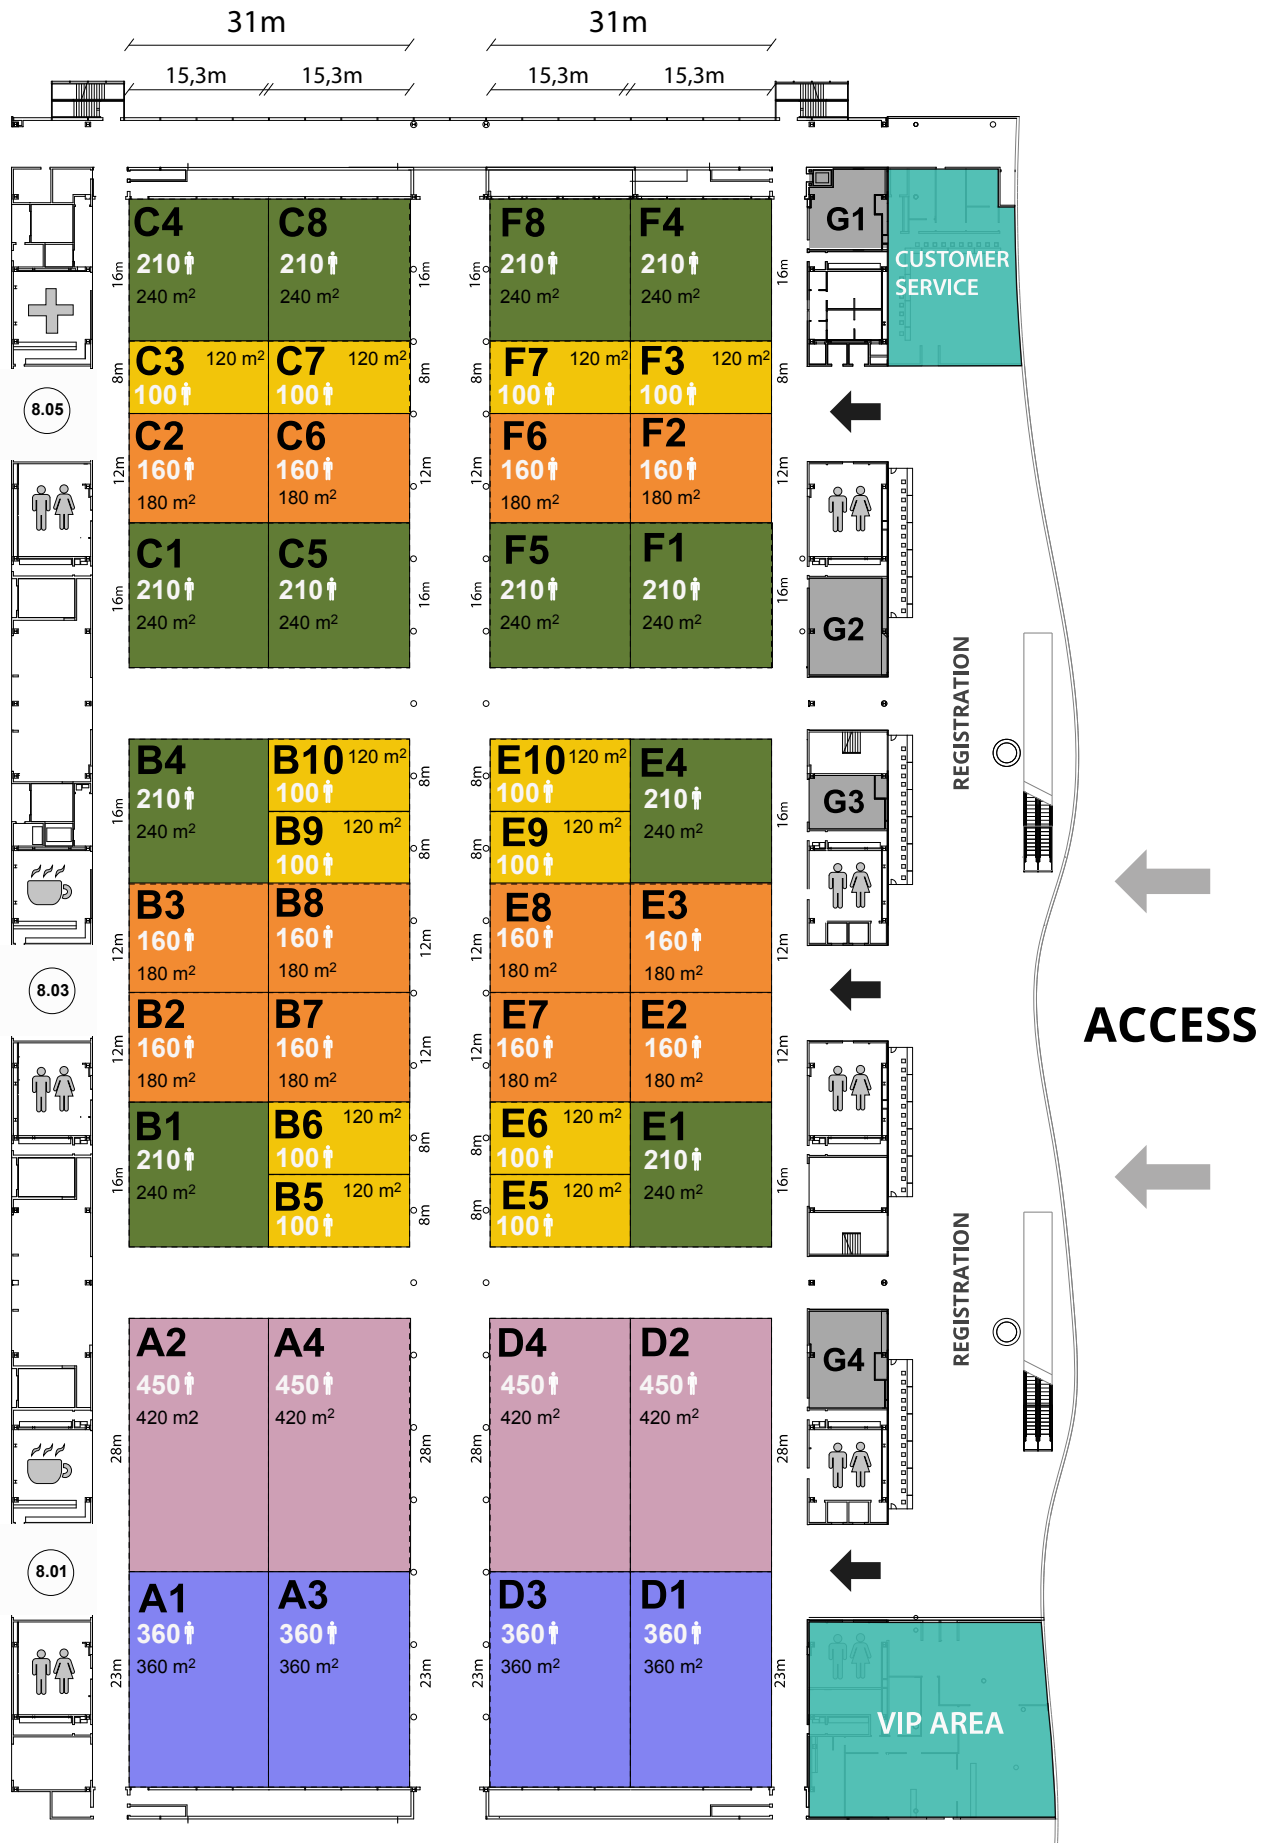 31m 31m
15,3m 15,3m 15,3m 15,3m
C4 C8 F8 F4 G1
210 210 210 210
240 m² 240 m² 240 m² 240 m²
16m 16m 16m 16m
CUSTOMER
SERVICE
C3 120 m² C7 120 m² F7 120 m² F3 120 m²
100 100 100 100
8m 8m 8m 8m
8.05
C2 C6 F6 F2
160 160 160 160
180 m² 180 m² 180 m² 180 m²
12m 12m 12m 12m
C1 C5 F5 F1
210 210 210 210
240 m² 240 m² 240 m² 240 m²
16m 16m 16m 16m
G2
REGISTRATION
B4 B10 120 m² E10 120 m² E4
210 100 100 210
240 m² 240 m²
16m 8m 8m 16m
G3
B9 120 m² E9 120 m²
100 100
8m 8m
B3 B8 E8 E3
160 160 160 160
180 m² 180 m² 180 m² 180 m²
12m 12m 12m 12m
8.03
ACCESS
B2 B7 E7 E2
160 160 160 160
180 m² 180 m² 180 m² 180 m²
12m 12m 12m 12m
B1 B6 120 m² E6 120 m² E1
210 100 100 210
240 m² 240 m²
16m 8m 8m 16m
B5 120 m² E5 120 m²
100 100
8m 8m
REGISTRATION
A2 A4 D4 D2
450 450 450 450
420 m2 420 m² 420 m² 420 m²
28m 28m 28m 28m
G4
8.01
A1 A3 D3 D1
360 360 360 360
360 m² 360 m² 360 m² 360 m²
23m 23m 23m 23m
VIP AREA